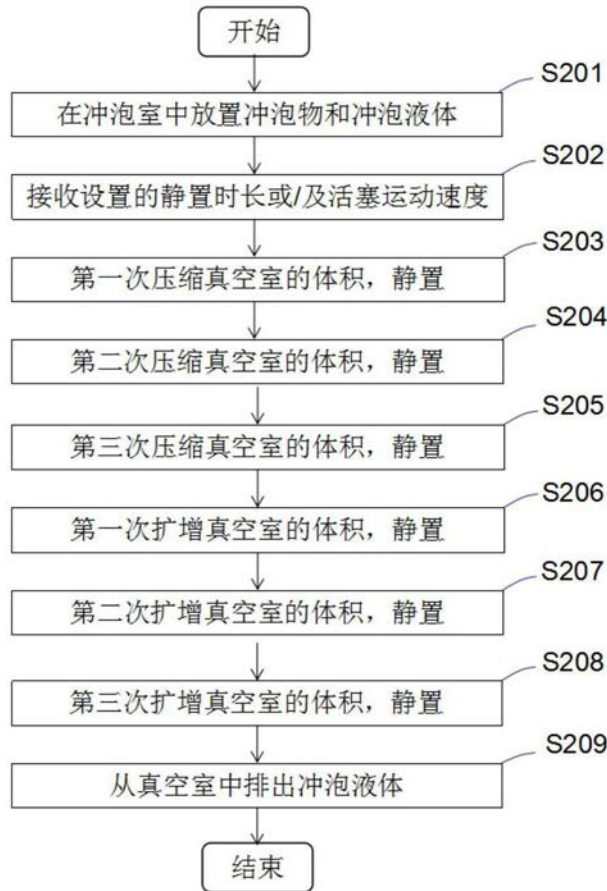 开始
S201
在冲泡室中放置冲泡物和冲泡液体
S202
接收设置的静置时长或/及活塞运动速度
S203
第一次压缩真空室的体积，静置
S204
第二次压缩真空室的体积，静置
S205
第三次压缩真空室的体积，静置
S206
第一次扩增真空室的体积，静置
S207
第二次扩增真空室的体积，静置
S208
第三次扩增真空室的体积，静置
S209
从真空室中排出冲泡液体
结束